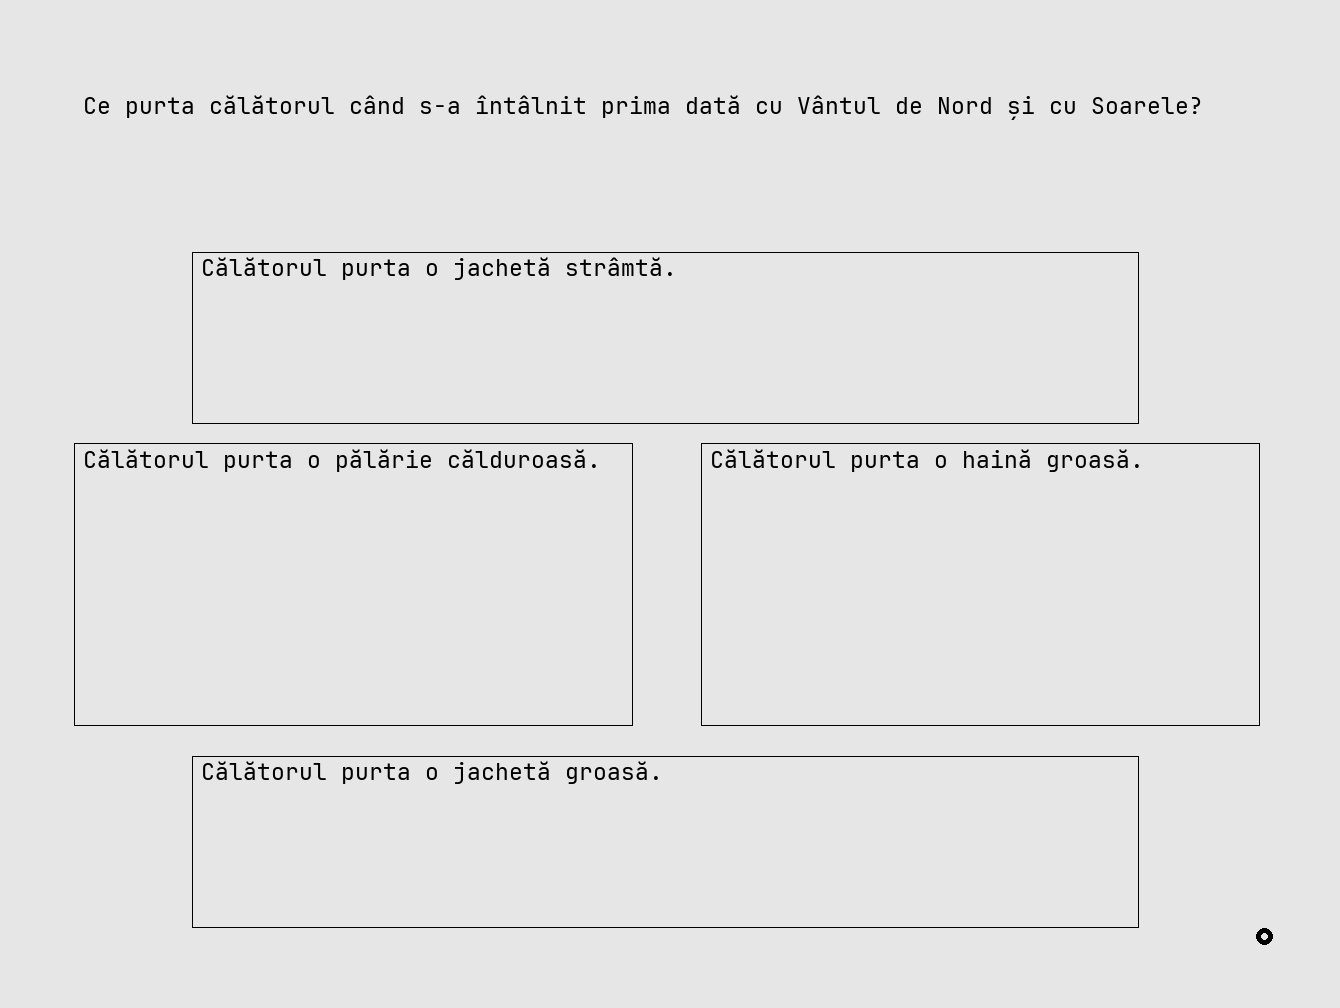 Ce purta călătorul când s-a întâlnit prima dată cu Vântul de Nord și cu Soarele?
Călătorul purta o jachetă strâmtă.
Călătorul purta o pălărie călduroasă.
Călătorul purta o haină groasă.
Călătorul purta o jachetă groasă.